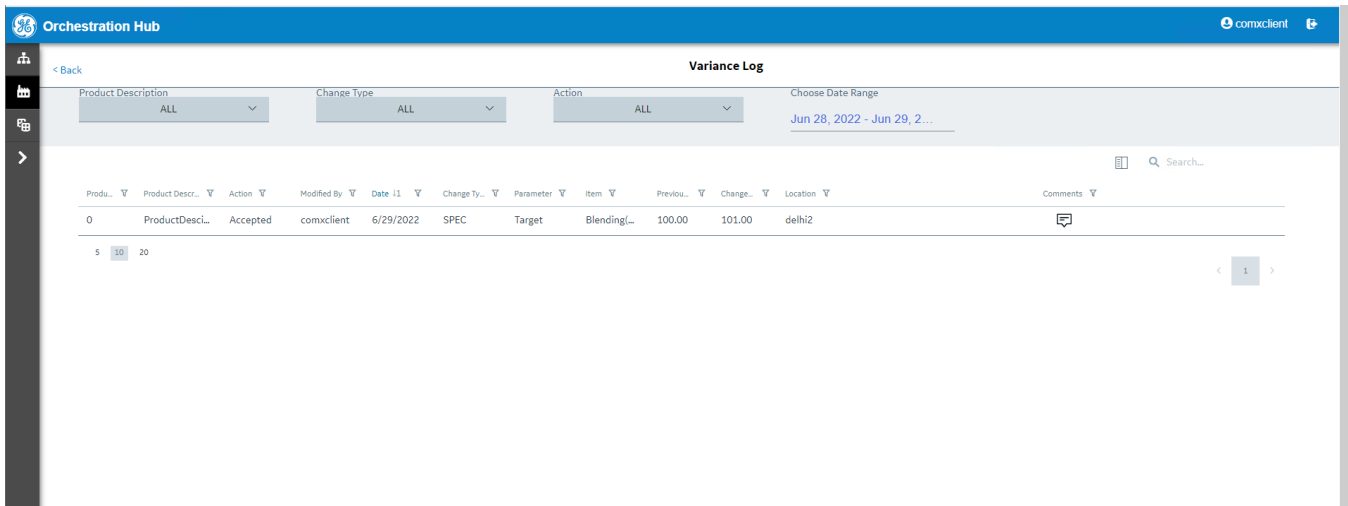 Orchestration Hub
comxclient
< Back
Variance Log
Product Description
Change Type
Action
Choose Date Range
ALL
ALL
ALL
Jun 28, 2022 - Jun 29, 2...
Search...
Produ... Product Descr... Action Modified By Date ↓1 Change Ty... Parameter Item Previou... Change... Location Comments
0 ProductDesci... Accepted comxclient 6/29/2022 SPEC Target Blending(... 100.00 101.00 delhi2
5 10 20
< 1 >